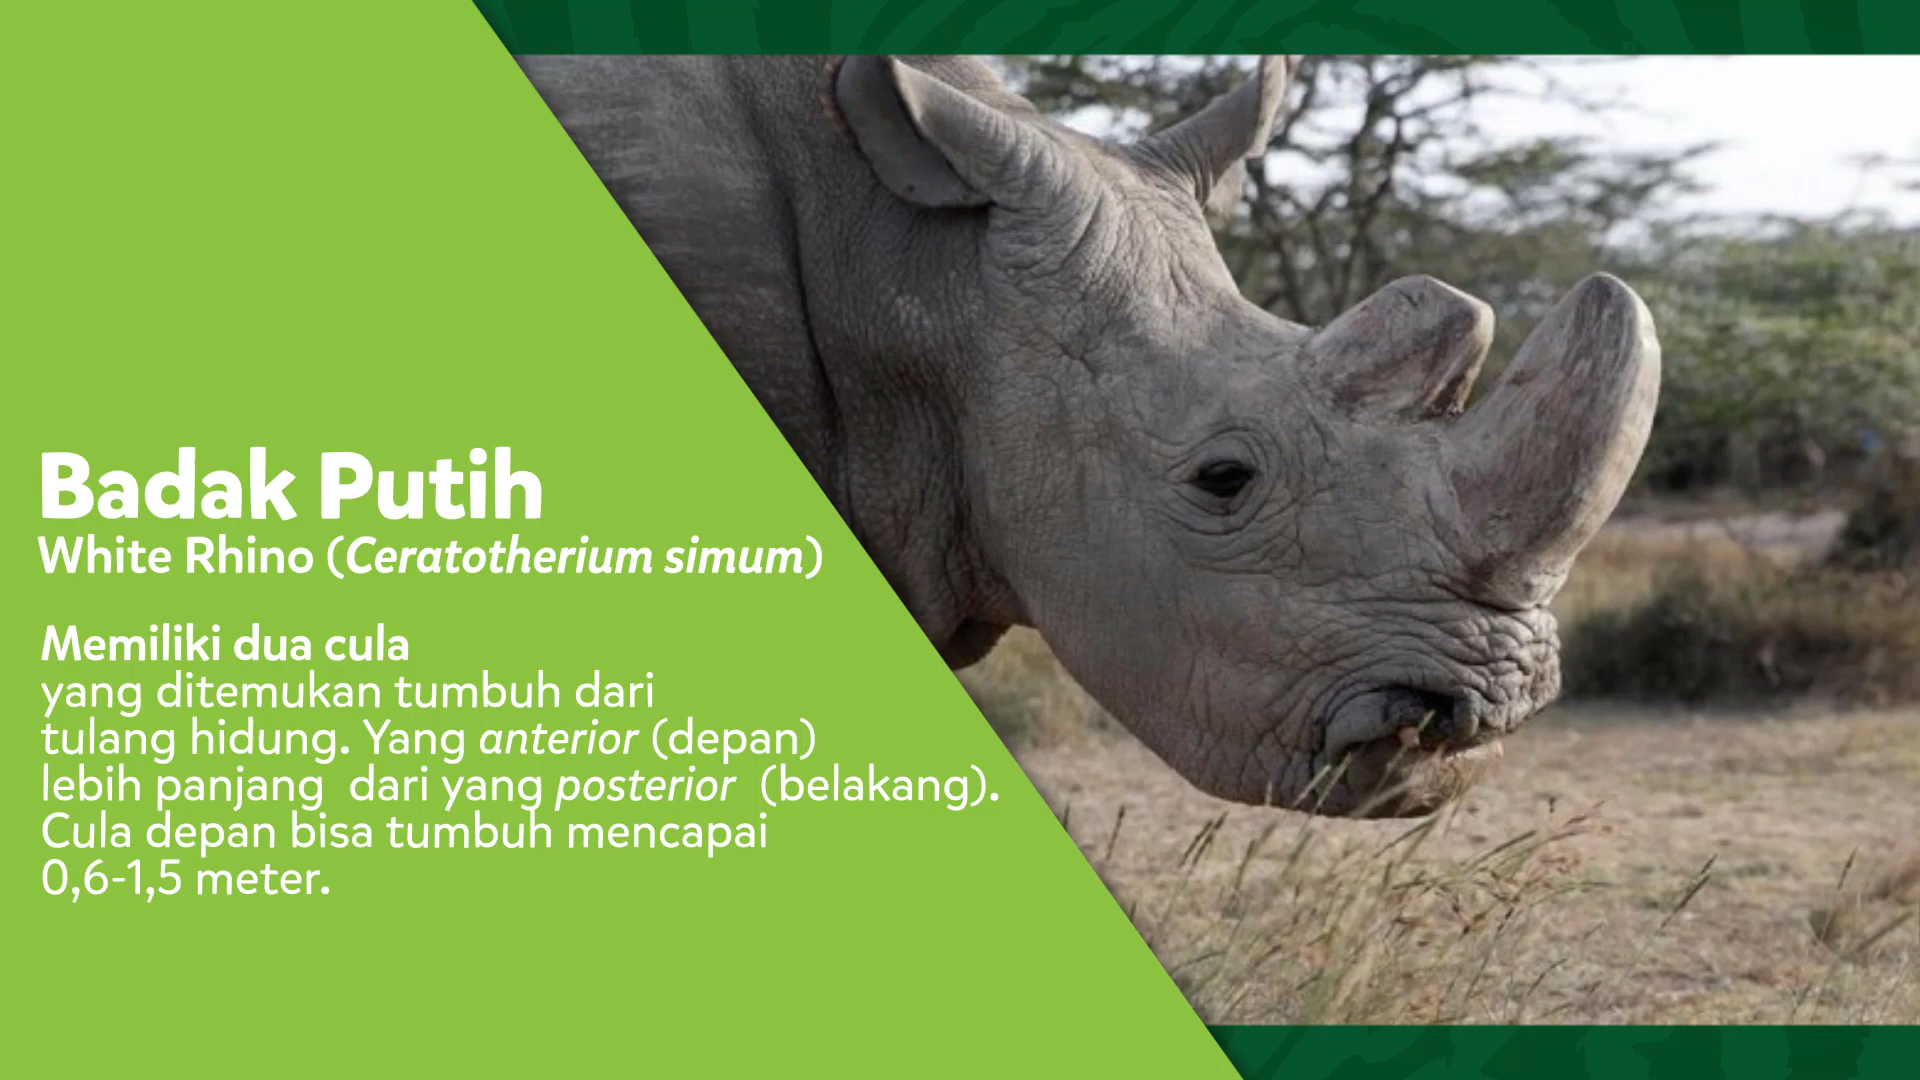 Badak Putih
White Rhino (Ceratotherium simum)
Memiliki dua cula
yang ditemukan tumbuh dari
tulang hidung. Yang anterior (depan)
lebih panjang dari yang posterior (belakang).
Cula depan bisa tumbuh mencapai
0,6-1,5 meter.